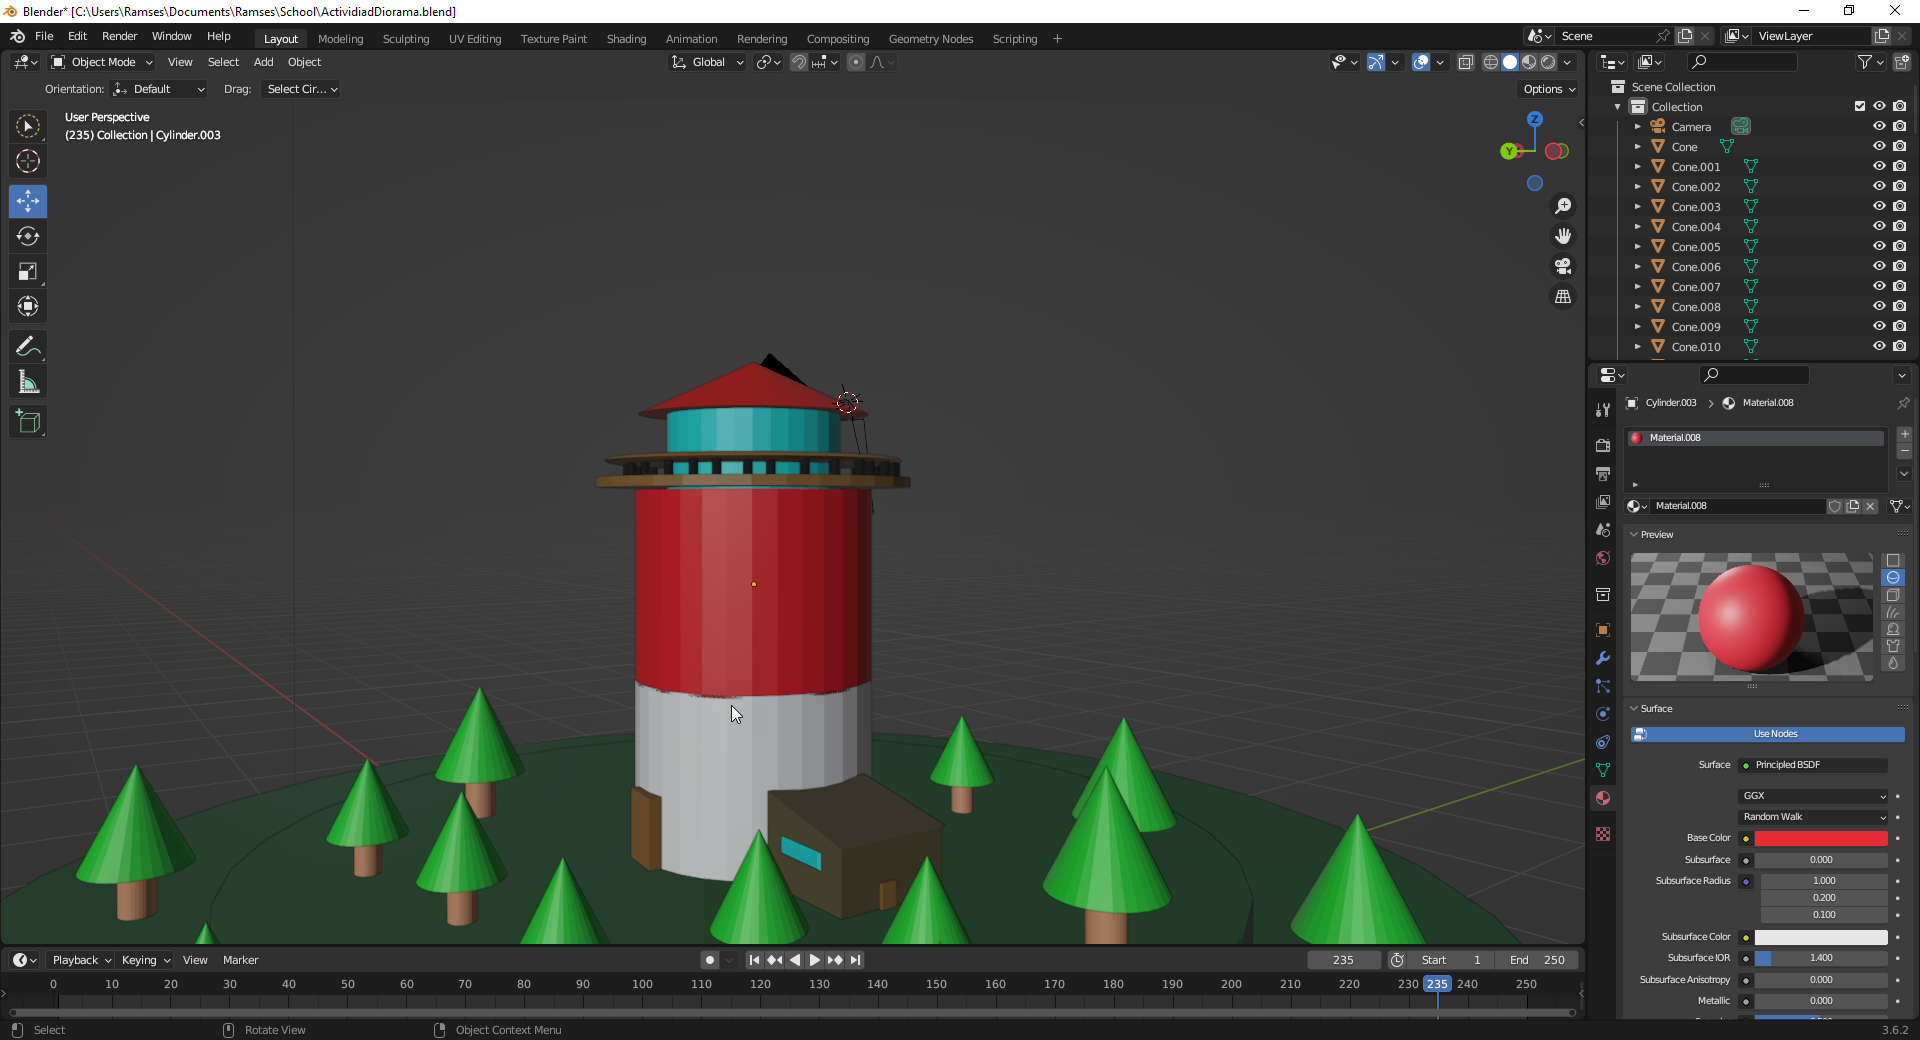 Blender* [C:\Users\Ramses\Documents\Ramses\School\ActividiadDiorama.blend]
File Edit Render Window Help Layout Modeling Sculpting UV Editing Texture Paint Shading Animation Rendering Compositing Geometry Nodes Scripting + Scene ViewLayer
Object Mode View Select Add Object Global
Orientation: Default Drag: Select Cir... Options
User Perspective
(235) Collection | Cylinder.003
Z
Y
Scene Collection
Collection
Camera
Cone
Cone.001
Cone.002
Cone.003
Cone.004
Cone.005
Cone.006
Cone.007
Cone.008
Cone.009
Cone.010
Cylinder.003 > Material.008
Material.008
Material.008
Preview
Surface
Use Nodes
Surface Principled BSDF
GGX
Random Walk
Base Color
Subsurface 0.000
Subsurface Radius 1.000
0.200
0.100
Subsurface Color
Subsurface IOR 1.400
Subsurface Anisotropy 0.000
Metallic 0.000
Playback Keying View Marker 235 Start 1 End 250
0 10 20 30 40 50 60 70 80 90 100 110 120 130 140 150 160 170 180 190 200 210 220 230 235 240 250
Select Rotate View Object Context Menu 3.6.2